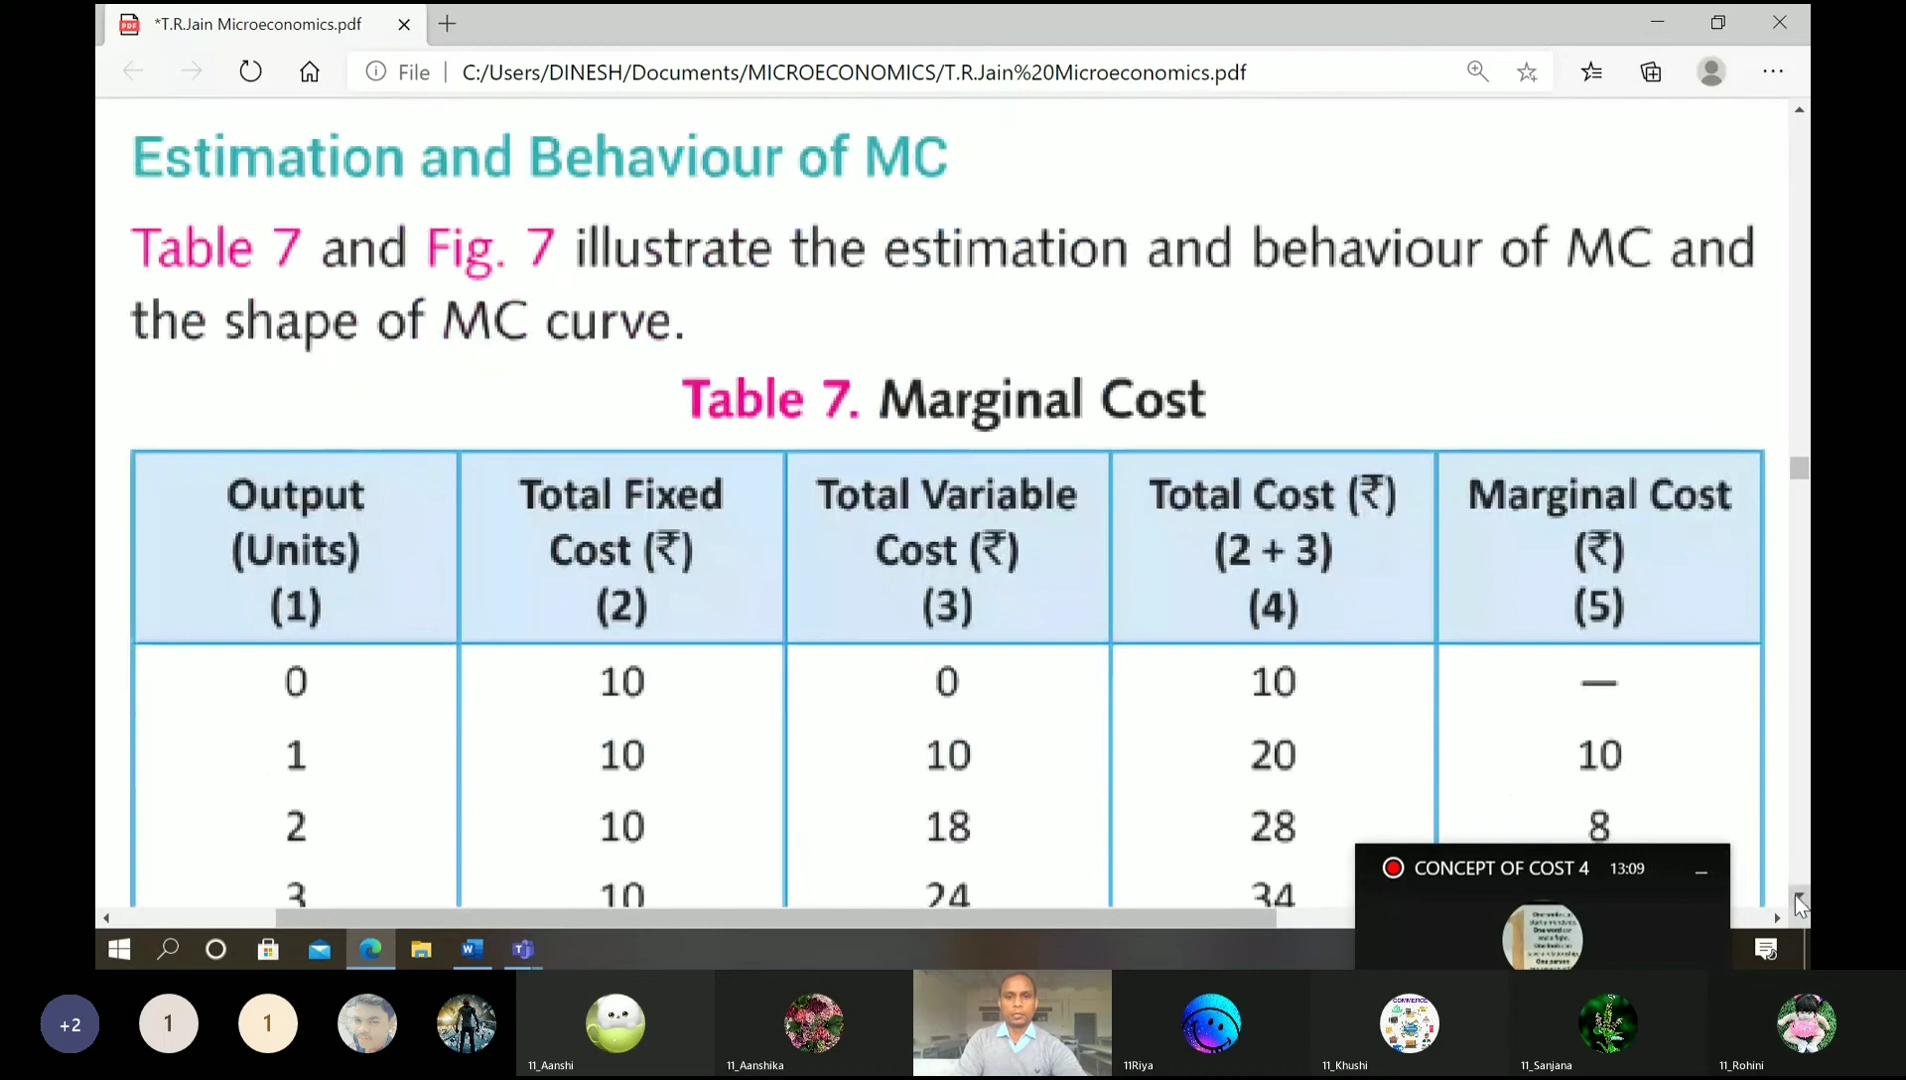 *T.R.Jain Microeconomics.pdf
File | C:/Users/DINESH/Documents/MICROECONOMICS/T.R.Jain%20Microeconomics.pdf
Estimation and Behaviour of MC
Table 7 and Fig. 7 illustrate the estimation and behaviour of MC and
the shape of MC curve.
Table 7. Marginal Cost
Output (Units) (1) Total Fixed Cost (₹) (2) Total Variable Cost (₹) (3) Total Cost (₹) (2 + 3) (4) Marginal Cost (₹) (5)
0 10 0 10 —
1 10 10 20 10
2 10 18 28 8
3 10 24 34
CONCEPT OF COST 4 13:09
+2 1 1
11_Aanshi 11_Aanshika 11Riya 11_Khushi 11_Sanjana 11_Rohini